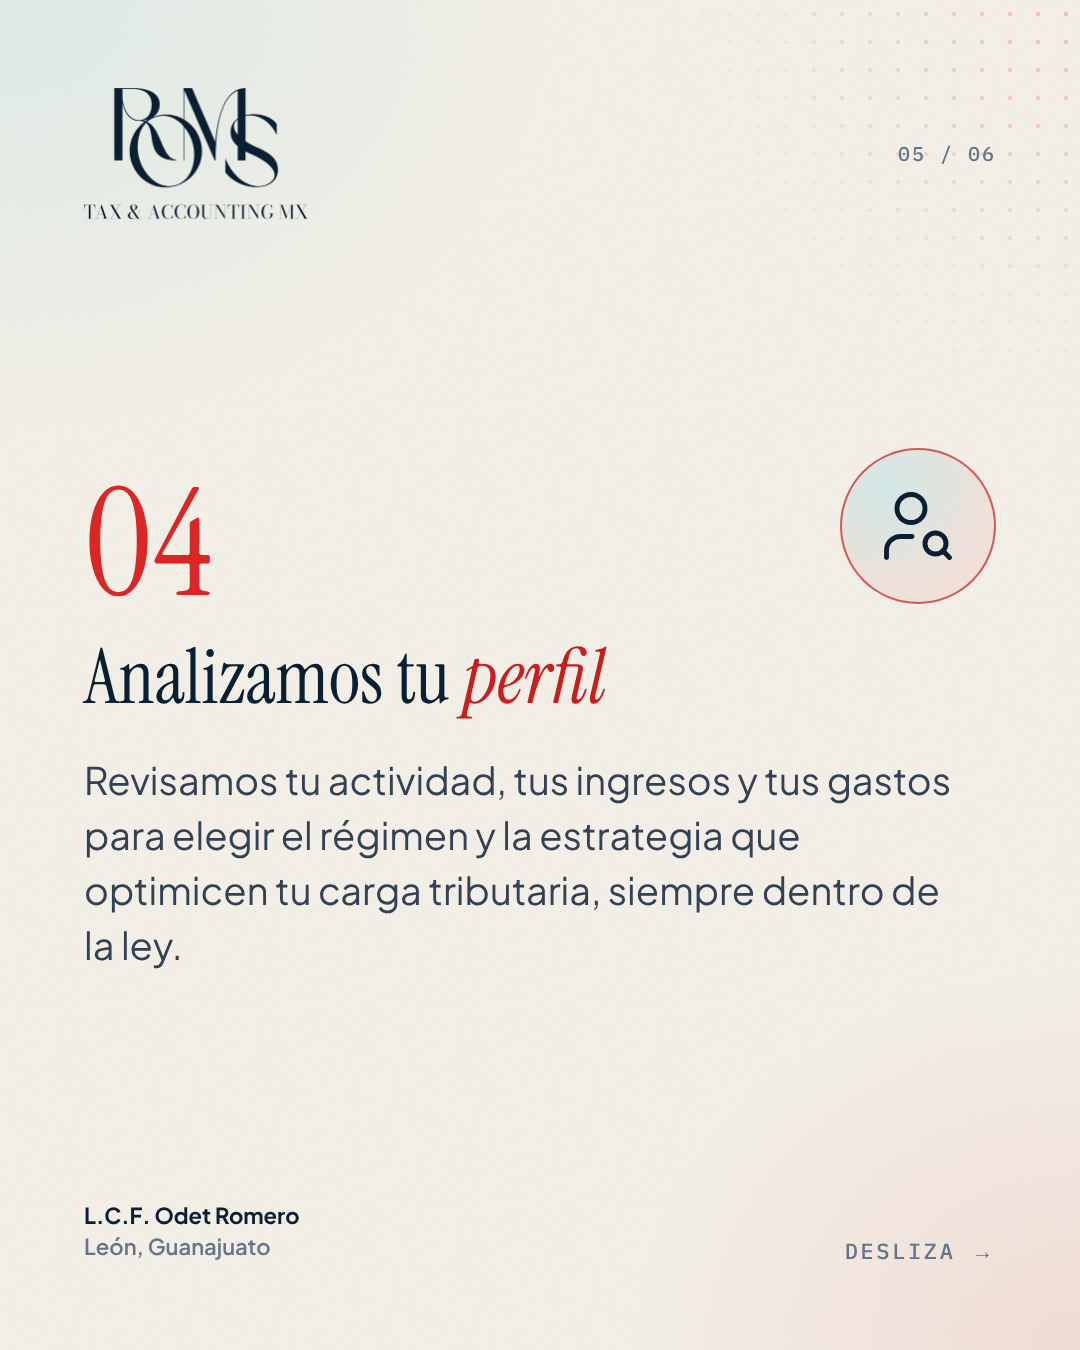 ROMS
TAX & ACCOUNTING MX
05 / 06
04
Analizamos tu perfil
Revisamos tu actividad, tus ingresos y tus gastos
para elegir el régimen y la estrategia que
optimicen tu carga tributaria, siempre dentro de
la ley.
L.C.F. Odet Romero
León, Guanajuato
DESLIZA →